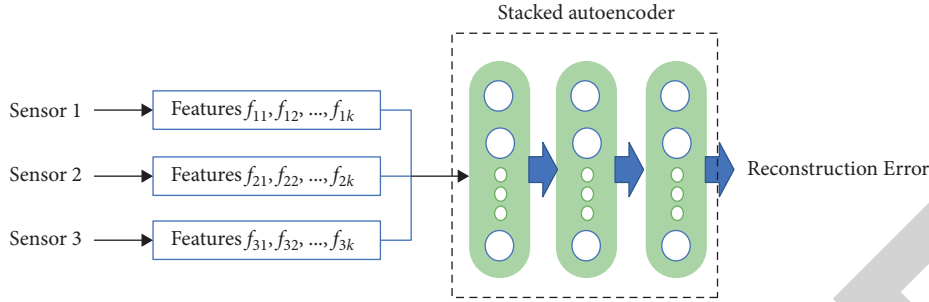 Stacked autoencoder
Sensor 1
Features f11, f12, ..., f1k
Sensor 2
Features f21, f22, ..., f2k
Reconstruction Error
Sensor 3
Features f31, f32, ..., f3k